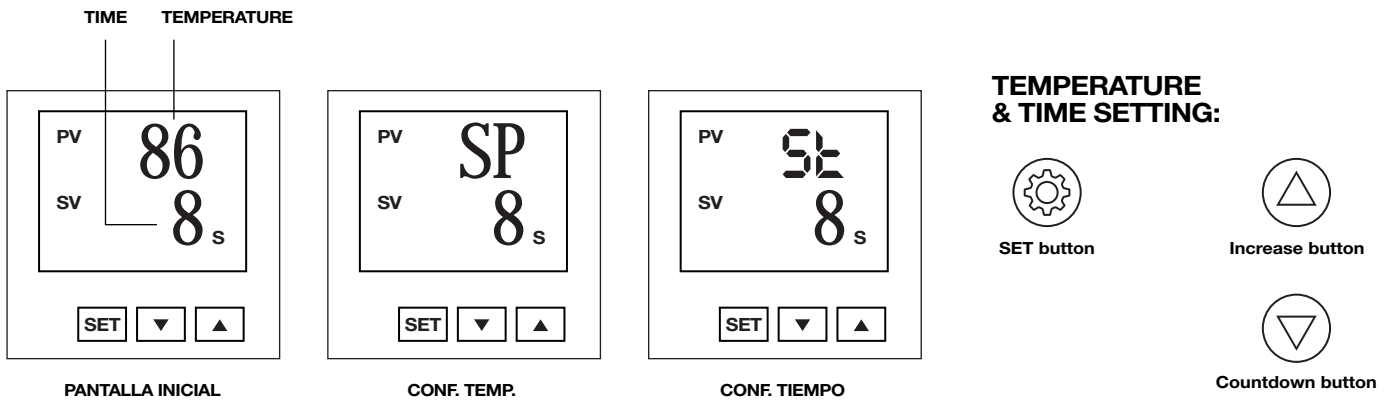 TIME TEMPERATURE
PV 86
SV 8 S
SET
PANTALLA INICIAL
PV SP
SV 8 S
SET
CONF. TEMP.
PV St
SV 8 S
SET
CONF. TIEMPO
TEMPERATURE
& TIME SETTING:
SET button
Increase button
Countdown button